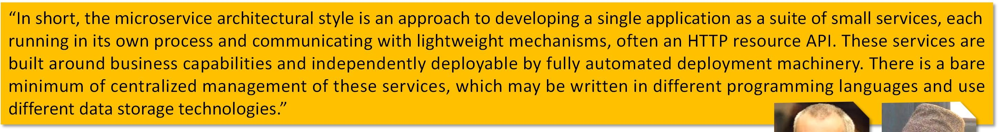 “In short, the microservice architectural style is an approach to developing a single application as a suite of small services, each
running in its own process and communicating with lightweight mechanisms, often an HTTP resource API. These services are
built around business capabilities and independently deployable by fully automated deployment machinery. There is a bare
minimum of centralized management of these services, which may be written in different programming languages and use
different data storage technologies.”